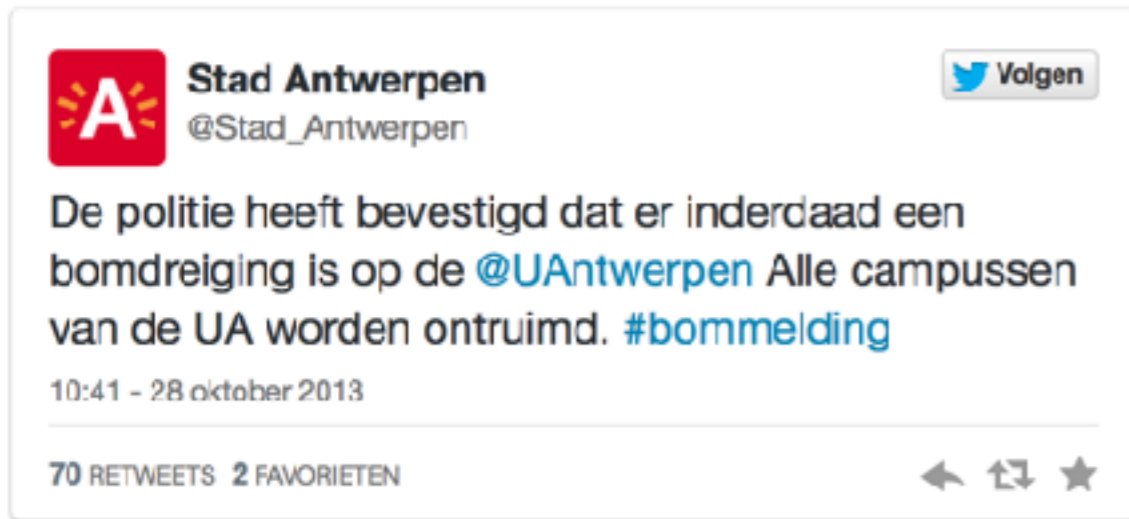 A
Stad Antwerpen
@Stad_Antwerpen
Volgen
De politie heeft bevestigd dat er inderdaad een
bomdreiging is op de @UAntwerpen Alle campussen
van de UA worden ontruimd. #bommelding
10:41 - 28 oktober 2013
70 RETWEETS 2 FAVORIETEN